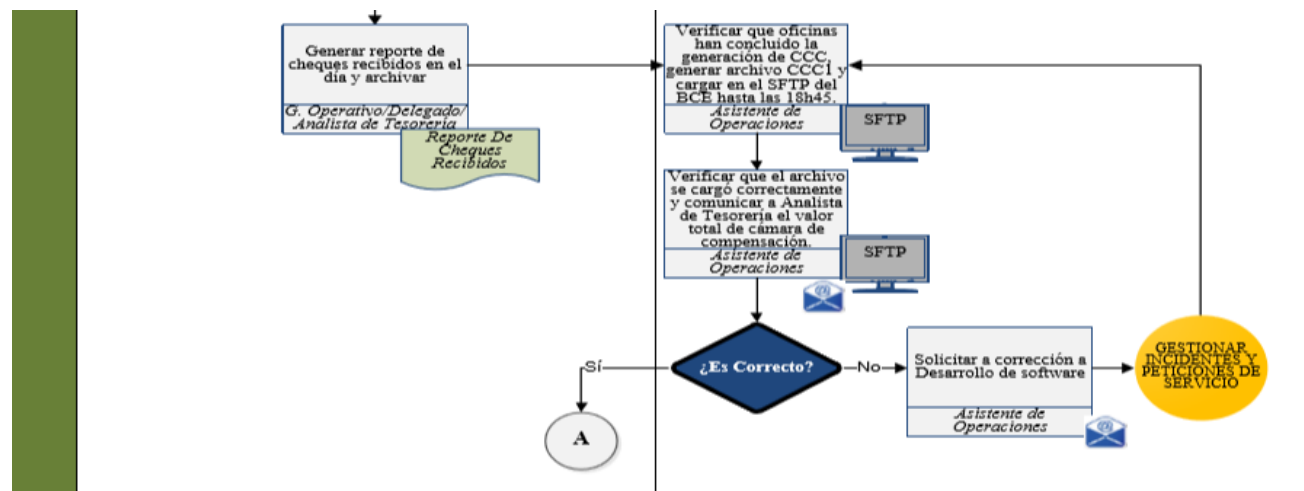 Generar reporte de
cheques recibidos en el
día y archivar
G. Operativo/Delegado/
Analista de Tesorería
Reporte De
Cheques
Recibidos
Verificar que oficinas
han concluido la
generación de CCC,
generar archivo CCC1 y
cargar en el SFTP del
BCE hasta las 18h45.
Asistente de
Operaciones
SFTP
Verificar que el archivo
se cargó correctamente
y comunicar a Analista
de Tesorería el valor
total de cámara de
compensación.
Asistente de
Operaciones
SFTP
@
¿Es Correcto?
Sí
No
A
Solicitar a corrección a
Desarrollo de software
Asistente de
Operaciones
@
GESTIONAR
INCIDENTES Y
PETICIONES DE
SERVICIO